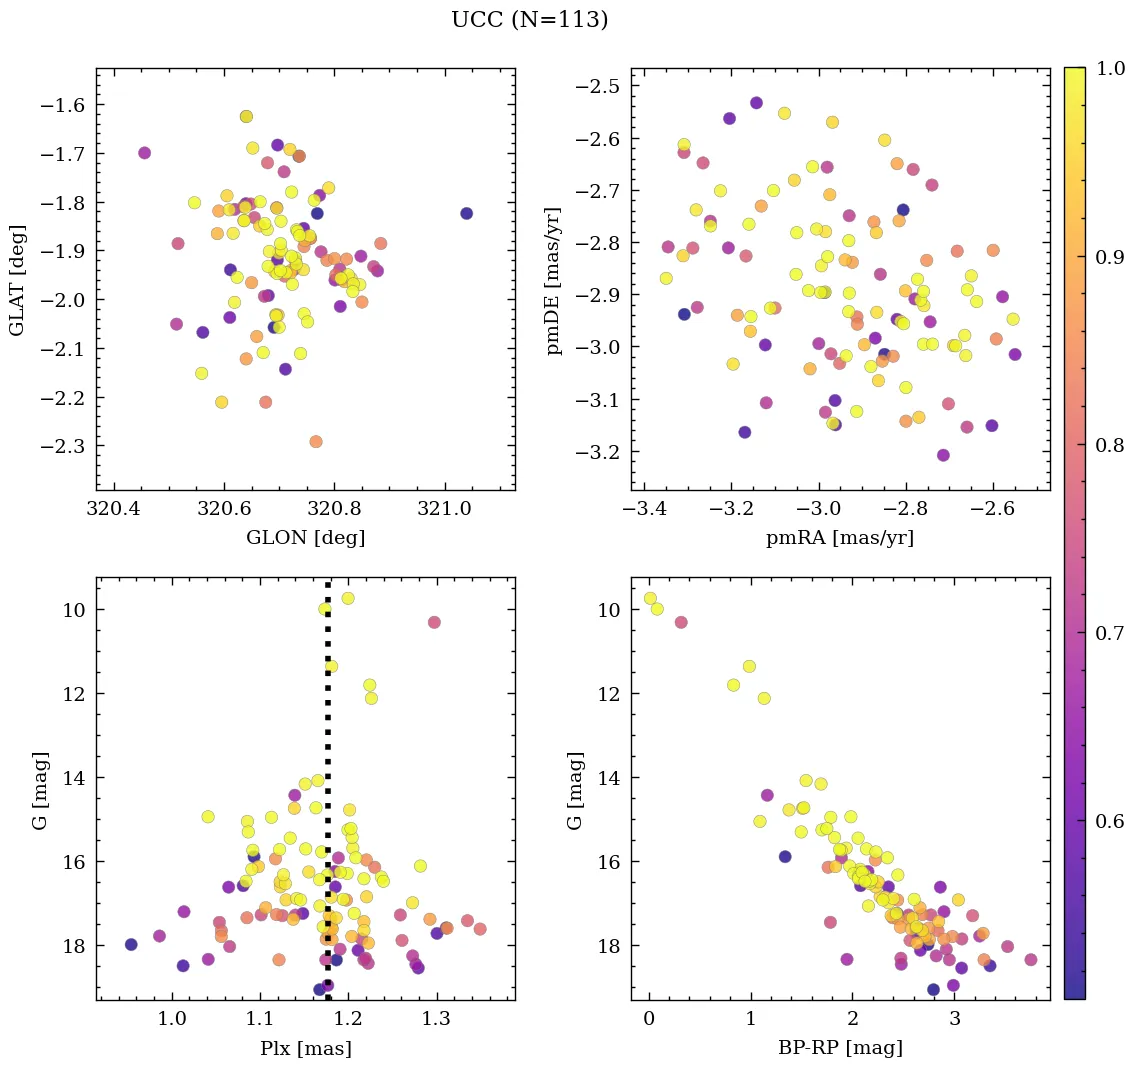 UCC (N=113)
−1.6
−1.7
−1.8
−1.9
−2.0
−2.1
−2.2
−2.3
GLAT [deg]
320.4 320.6 320.8 321.0
GLON [deg]
−2.5
−2.6
−2.7
−2.8
−2.9
−3.0
−3.1
−3.2
pmDE [mas/yr]
−3.4 −3.2 −3.0 −2.8 −2.6
pmRA [mas/yr]
10
12
14
16
18
G [mag]
1.0 1.1 1.2 1.3
Plx [mas]
10
12
14
16
18
G [mag]
0 1 2 3
BP-RP [mag]
1.0
0.9
0.8
0.7
0.6